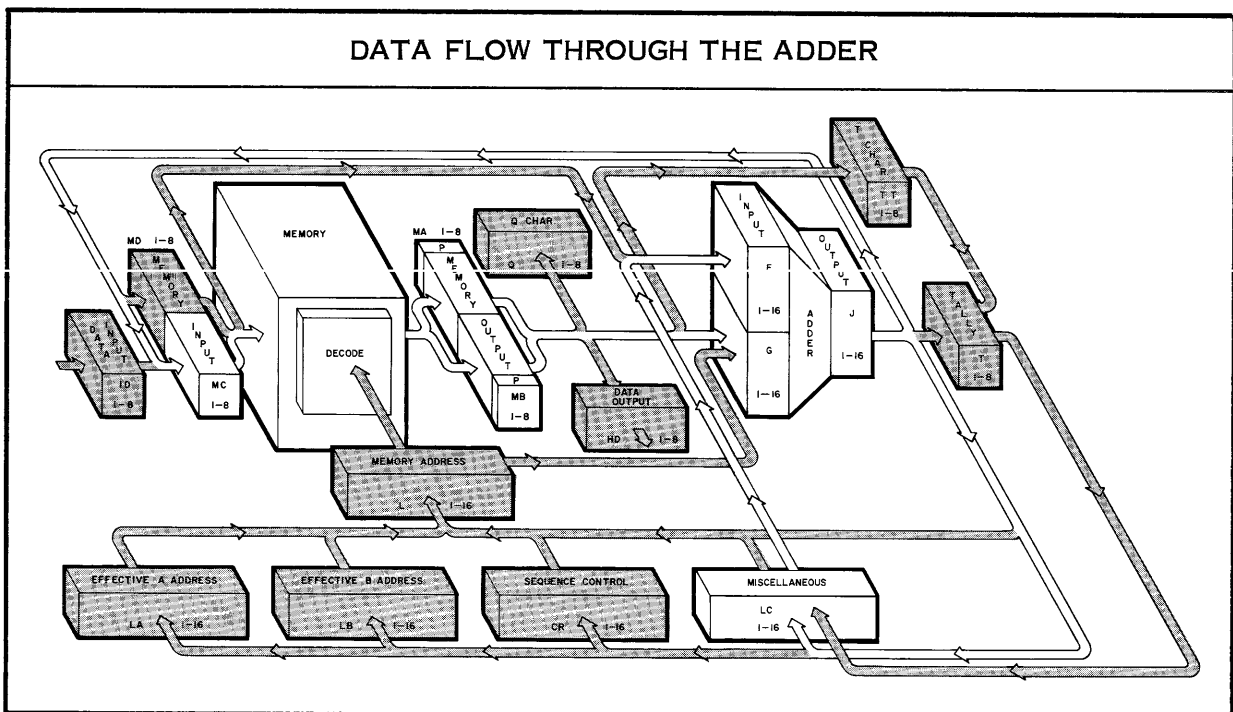 DATA FLOW THROUGH THE ADDER
T CHAR
TT
1-8
MEMORY
DECODE
MD 1-8
MEMORY INPUT
MC
1-8
DATA INPUT
ID
1-8
MA 1-8
P
MEMORY OUTPUT
P
MB
1-8
Q CHAR
Q 1-8
DATA OUTPUT
HD 1-8
INPUT
F
1-16
G
1-16
ADDER
OUTPUT
J
1-16
TALLY
T
1-8
MEMORY ADDRESS
L 1-16
EFFECTIVE A ADDRESS
LA 1-16
EFFECTIVE B ADDRESS
LB 1-16
SEQUENCE CONTROL
CR 1-16
MISCELLANEOUS
LC
1-16